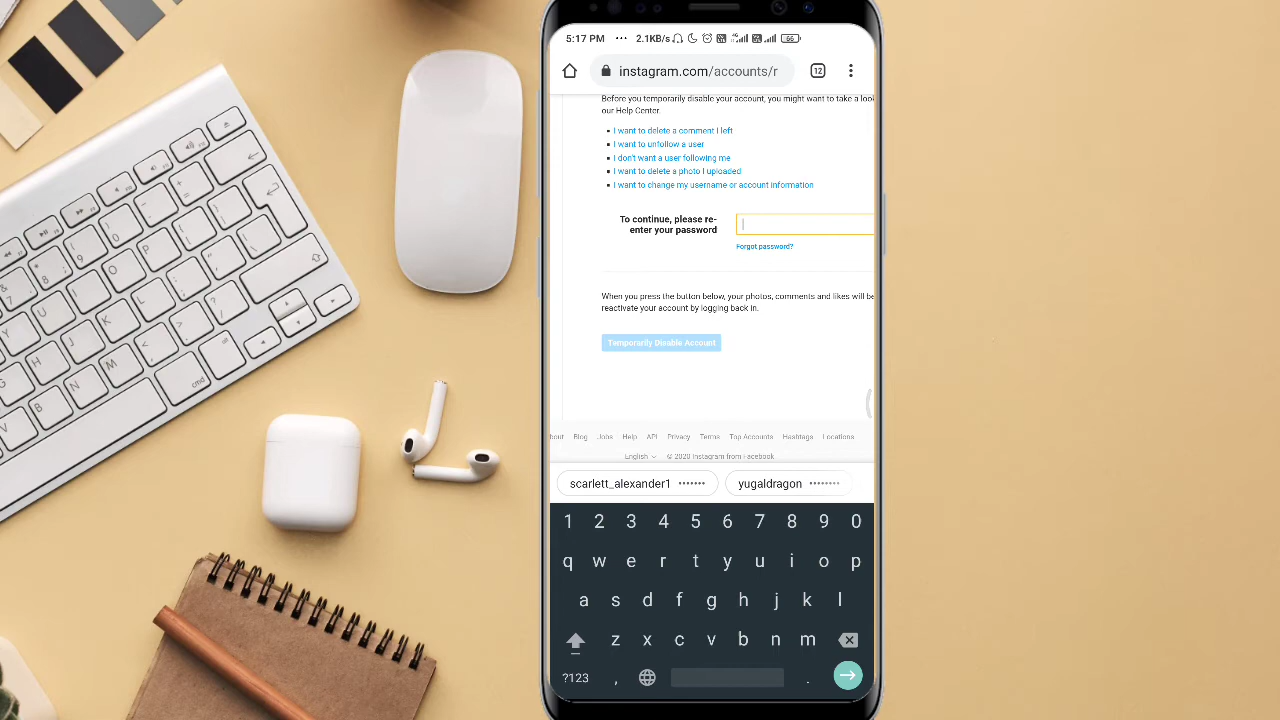 5:17 PM ... 2.1KB/s 66
instagram.com/accounts/r 12
Before you temporarily disable your account, you might want to take a look
our Help Center.
I want to delete a comment I left
I want to unfollow a user
I don't want a user following me
I want to delete a photo I uploaded
I want to change my username or account information
To continue, please re-
enter your password
Forgot password?
When you press the button below, your photos, comments and likes will be
reactivate your account by logging back in.
Temporarily Disable Account
bout Blog Jobs Help API Privacy Terms Top Accounts Hashtags Locations
English © 2020 Instagram from Facebook
scarlett_alexander1 ••••••• yugaldragon ••••••••
1 2 3 4 5 6 7 8 9 0
q w e r t y u i o p
a s d f g h j k l
z x c v b n m
?123 , .
cmd